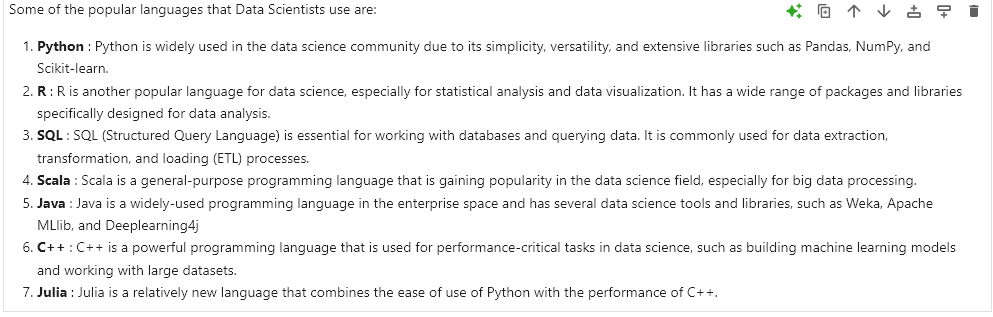 Some of the popular languages that Data Scientists use are:
1. Python : Python is widely used in the data science community due to its simplicity, versatility, and extensive libraries such as Pandas, NumPy, and
Scikit-learn.
2. R : R is another popular language for data science, especially for statistical analysis and data visualization. It has a wide range of packages and libraries
specifically designed for data analysis.
3. SQL : SQL (Structured Query Language) is essential for working with databases and querying data. It is commonly used for data extraction,
transformation, and loading (ETL) processes.
4. Scala : Scala is a general-purpose programming language that is gaining popularity in the data science field, especially for big data processing.
5. Java : Java is a widely-used programming language in the enterprise space and has several data science tools and libraries, such as Weka, Apache
MLlib, and Deeplearning4j
6. C++ : C++ is a powerful programming language that is used for performance-critical tasks in data science, such as building machine learning models
and working with large datasets.
7. Julia : Julia is a relatively new language that combines the ease of use of Python with the performance of C++.